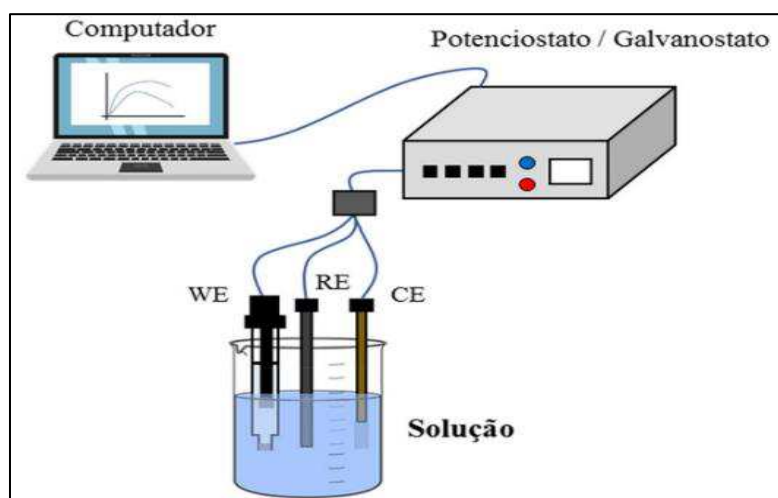 Computador
Potenciostato / Galvanostato
WE
RE
CE
Solução